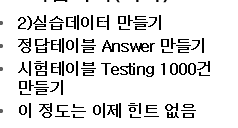 2)실습데이터 만들기
정답테이블 Answer 만들기
시험테이블 Testing 1000건
만들기
이 정도는 이제 힌트 없음